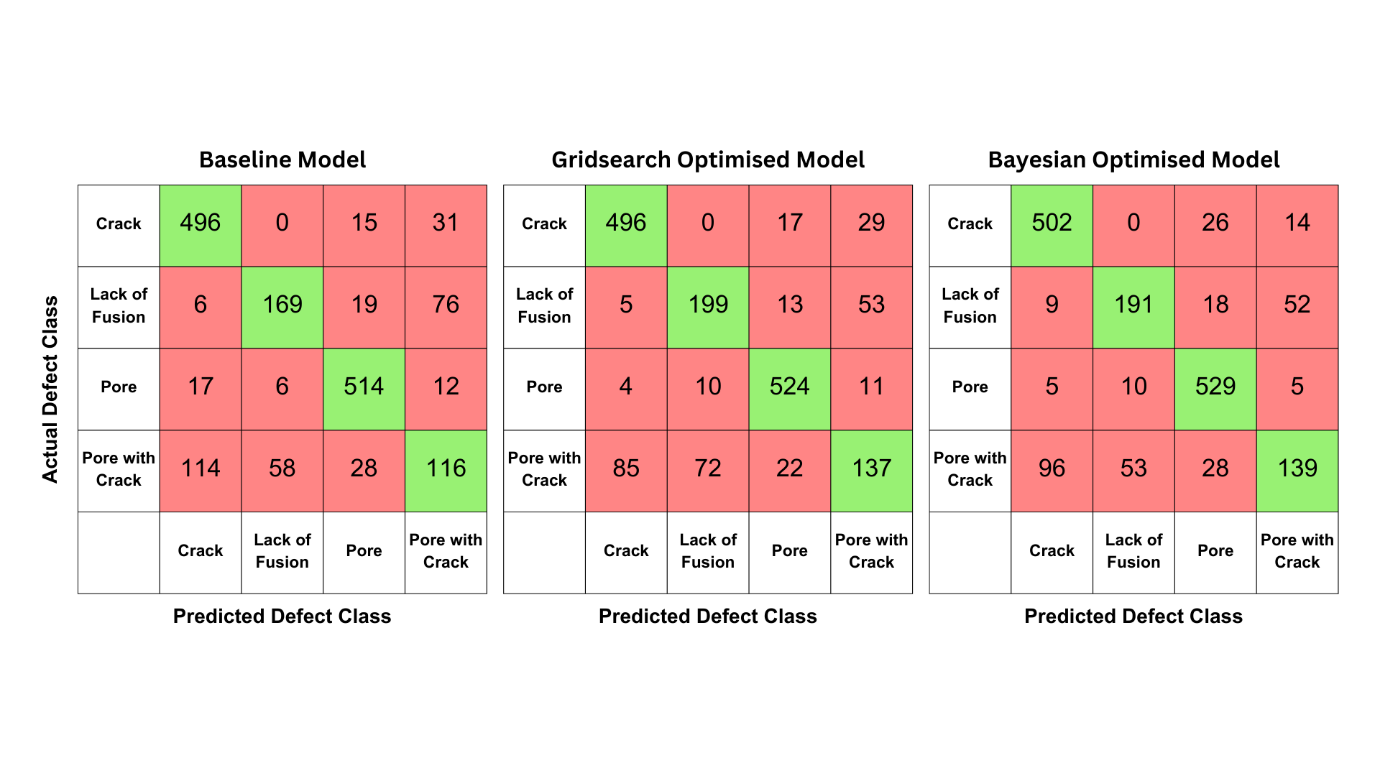 Baseline Model
Gridsearch Optimised Model
Bayesian Optimised Model
Actual Defect Class
Crack 496 0 15 31
Lack of
Fusion 6 169 19 76
Pore 17 6 514 12
Pore with
Crack 114 58 28 116
Crack
Lack of
Fusion
Pore
Pore with
Crack
Predicted Defect Class
Crack 496 0 17 29
Lack of
Fusion 5 199 13 53
Pore 4 10 524 11
Pore with
Crack 85 72 22 137
Crack
Lack of
Fusion
Pore
Pore with
Crack
Predicted Defect Class
Crack 502 0 26 14
Lack of
Fusion 9 191 18 52
Pore 5 10 529 5
Pore with
Crack 96 53 28 139
Crack
Lack of
Fusion
Pore
Pore with
Crack
Predicted Defect Class